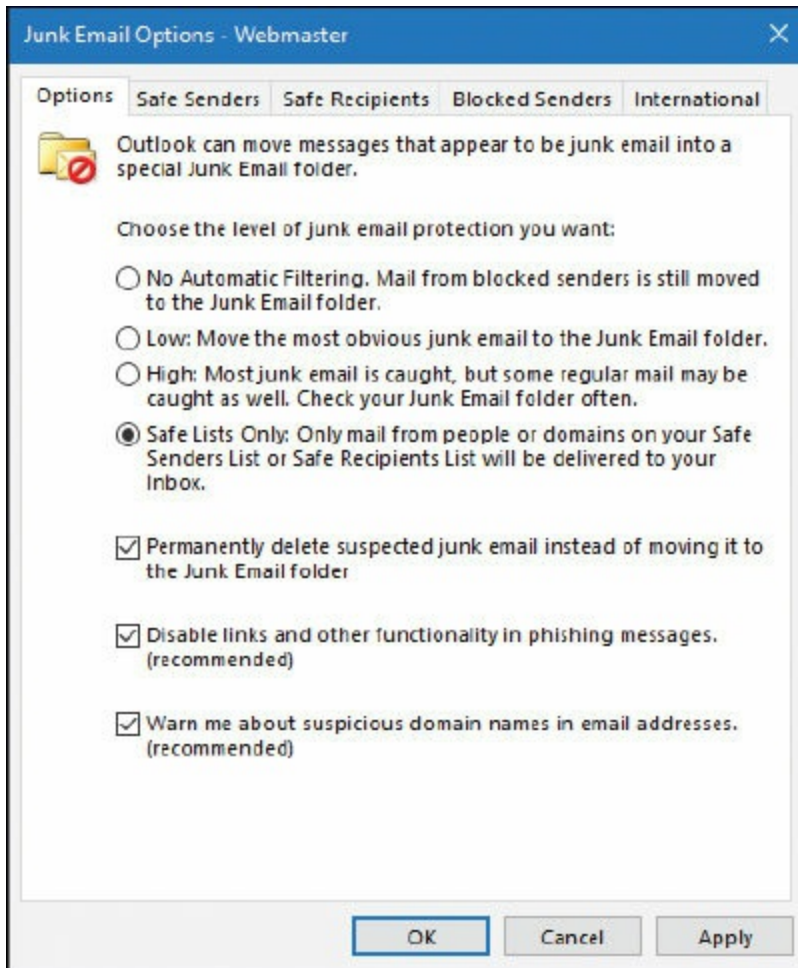 Junk Email Options - Webmaster
Options Safe Senders Safe Recipients Blocked Senders International
Outlook can move messages that appear to be junk email into a
special Junk Email folder.
Choose the level of junk email protection you want:
No Automatic Filtering. Mail from blocked senders is still moved
to the Junk Email folder.
Low: Move the most obvious junk email to the Junk Email folder.
High: Most junk email is caught, but some regular mail may be
caught as well. Check your Junk Email folder often.
Safe Lists Only: Only mail from people or domains on your Safe
Senders List or Safe Recipients List will be delivered to your
Inbox.
Permanently delete suspected junk email instead of moving it to
the Junk Email folder
Disable links and other functionality in phishing messages.
(recommended)
Warn me about suspicious domain names in email addresses.
(recommended)
OK Cancel Apply